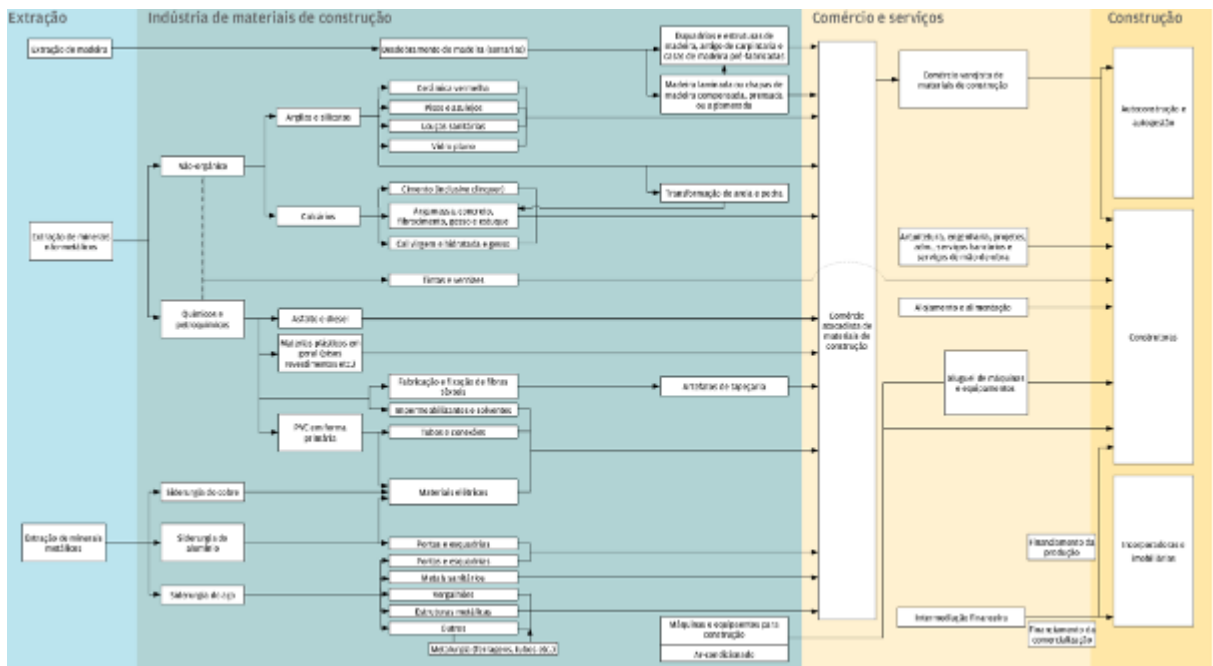 Extração
Indústria de materiais de construção
Comércio e serviços
Construção
Extração de madeira
Desdobramento de madeira (serrarias)
Esquadrias e estruturas de
madeira, artigo de carpintaria e
casas de madeira pré-fabricadas
Madeira laminada ou chapas de
madeira compensada, prensada
ou aglomerada
Comércio varejista de
materiais de construção
Autoconstrução e
autogestão
Cerâmica vermelha
Pisos e azulejos
Argilas e silicatos
Louças sanitárias
Vidro plano
Não-orgânico
Cimento (inclusive clínquer)
Transformação de areia e pedra
Calcários
Argamassa, concreto,
fibrocimento, gesso e estuque
Cal virgem e hidratada e gesso
Extração de minerais
não-metálicos
Arquitetura, engenharia, projetos,
serviços bancários e
serviços de mão-de-obra
Tintas e vernizes
Químicos e
petroquímicos
Asfalto e diesel
Alojamento e alimentação
Comércio
atacadista de
materiais de
construção
Construtoras
Materiais plásticos em
geral (pisos
revestimentos etc.)
Fabricação e fixação de fibras
têxteis
Artefatos de tapeçaria
Aluguel de máquinas
e equipamentos
Impermeabilizantes e solventes
PVC em forma
primária
Tubos e conexões
Siderurgia do cobre
Materiais elétricos
Extração de minerais
metálicos
Siderurgia do
alumínio
Portas e esquadrias
Portas e esquadrias
Metais sanitários
Siderurgia do aço
Vergalhões
Estruturas metálicas
Outros
Metalurgia (ferragens, tubos, etc.)
Máquinas e equipamentos para
construção
Ar-condicionado
Financiamento da
produção
Incorporadoras e
imobiliárias
Intermediação financeira
Financiamento da
comercialização